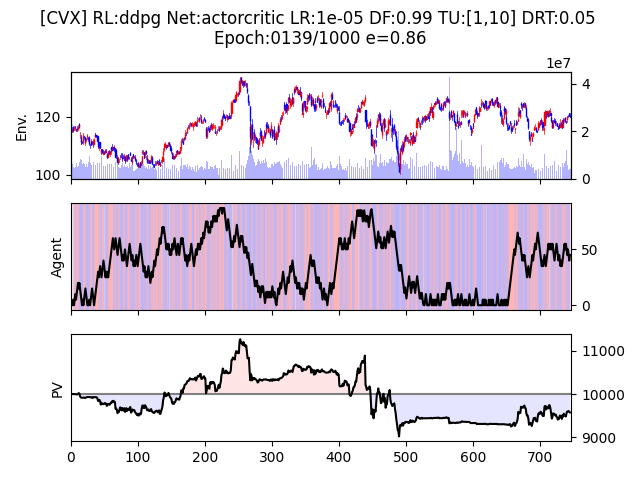 [CVX] RL:ddpg Net:actorcritic LR:1e-05 DF:0.99 TU:[1,10] DRT:0.05
Epoch:0139/1000 e=0.86
1e7
Env.
120
100
4
2
0
Agent
50
0
PV
11000
10000
9000
0 100 200 300 400 500 600 700